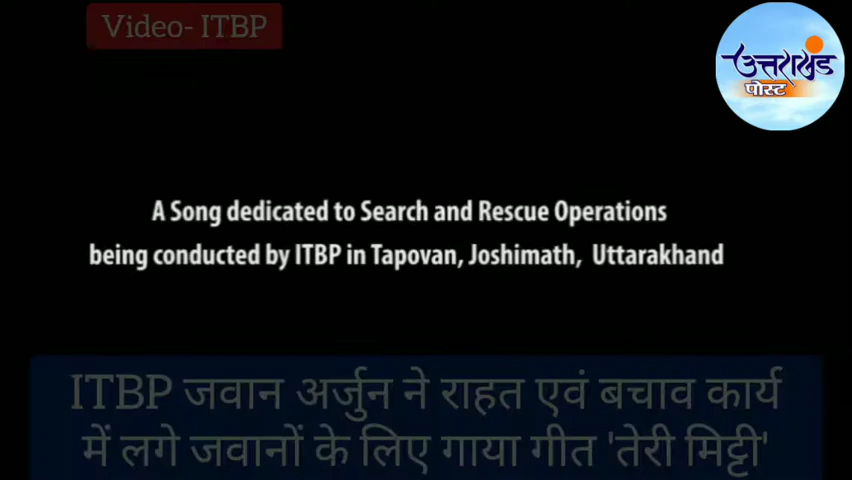 Video- ITBP
उत्तराखंड
पोस्ट
A Song dedicated to Search and Rescue Operations
being conducted by ITBP in Tapovan, Joshimath, Uttarakhand
ITBP जवान अर्जुन ने राहत एवं बचाव कार्य
में लगे जवानों के लिए गाया गीत 'तेरी मिट्टी'